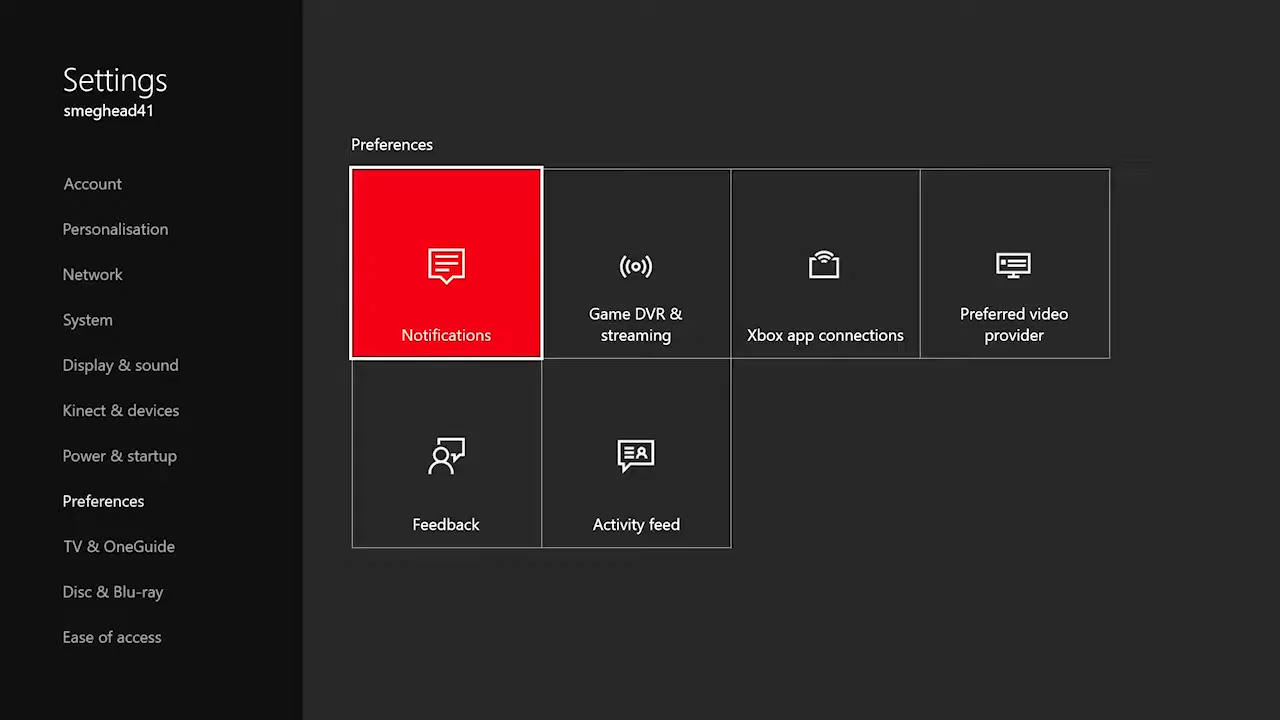 Settings
smeghead41
Account
Personalisation
Network
System
Display & sound
Kinect & devices
Power & startup
Preferences
TV & OneGuide
Disc & Blu-ray
Ease of access
Preferences
Notifications
Game DVR &
streaming
Xbox app connections
Preferred video
provider
Feedback
Activity feed